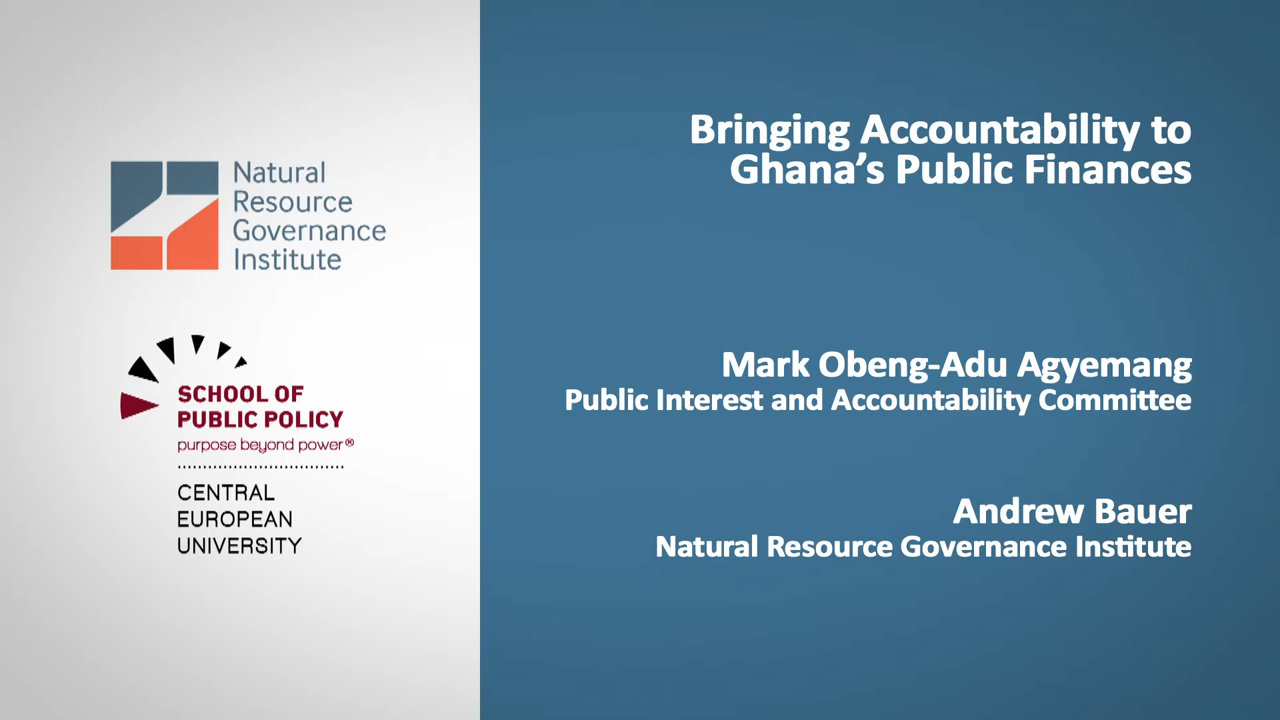 Natural
Resource
Governance
Institute
SCHOOL OF
PUBLIC POLICY
purpose beyond power®
CENTRAL
EUROPEAN
UNIVERSITY
Bringing Accountability to
Ghana’s Public Finances
Mark Obeng-Adu Agyemang
Public Interest and Accountability Committee
Andrew Bauer
Natural Resource Governance Institute